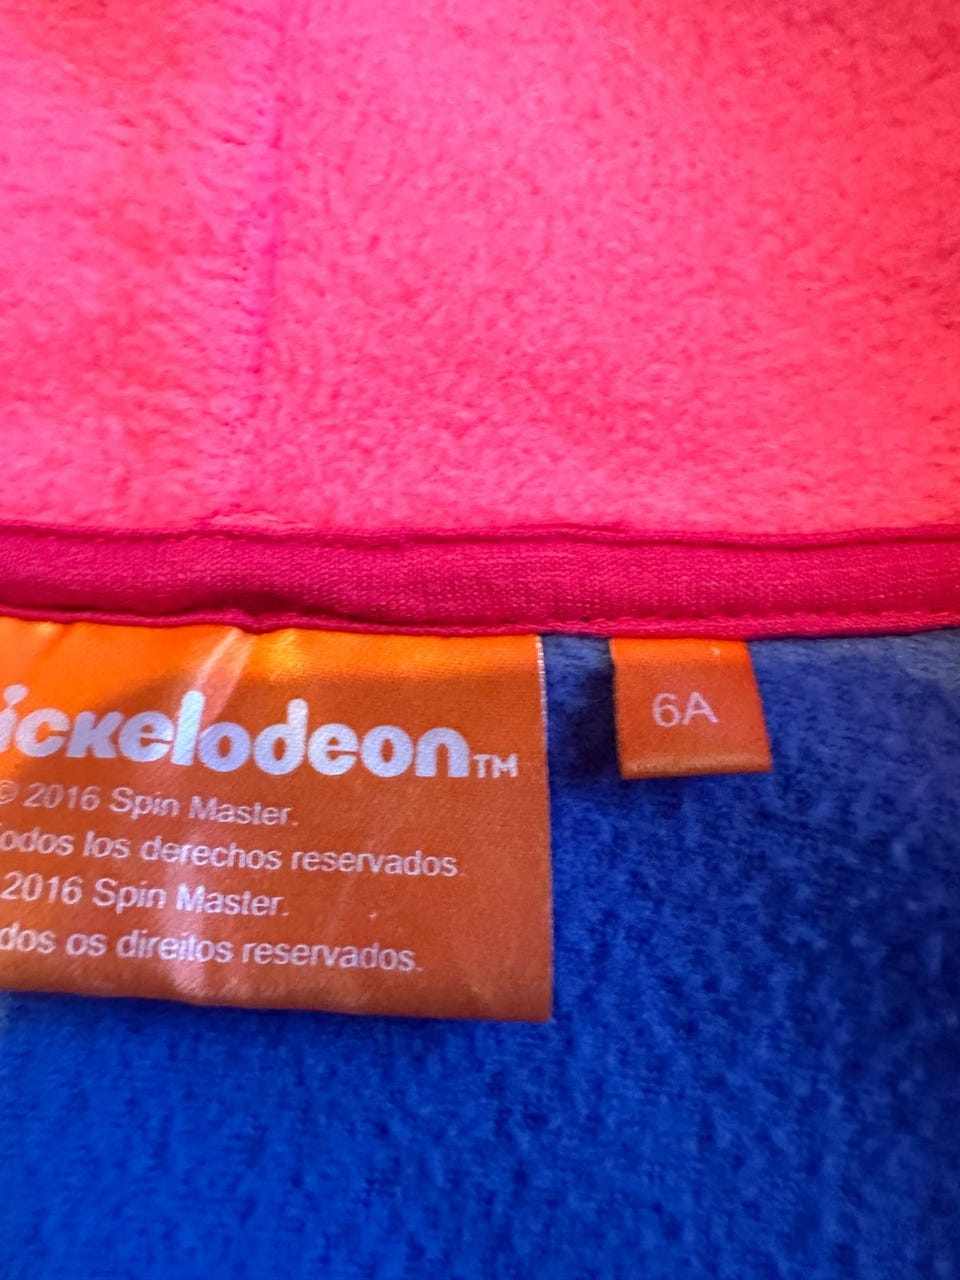 ickelodeon™
6A
© 2016 Spin Master.
odos los derechos reservados.
2016 Spin Master.
dos os direitos reservados.